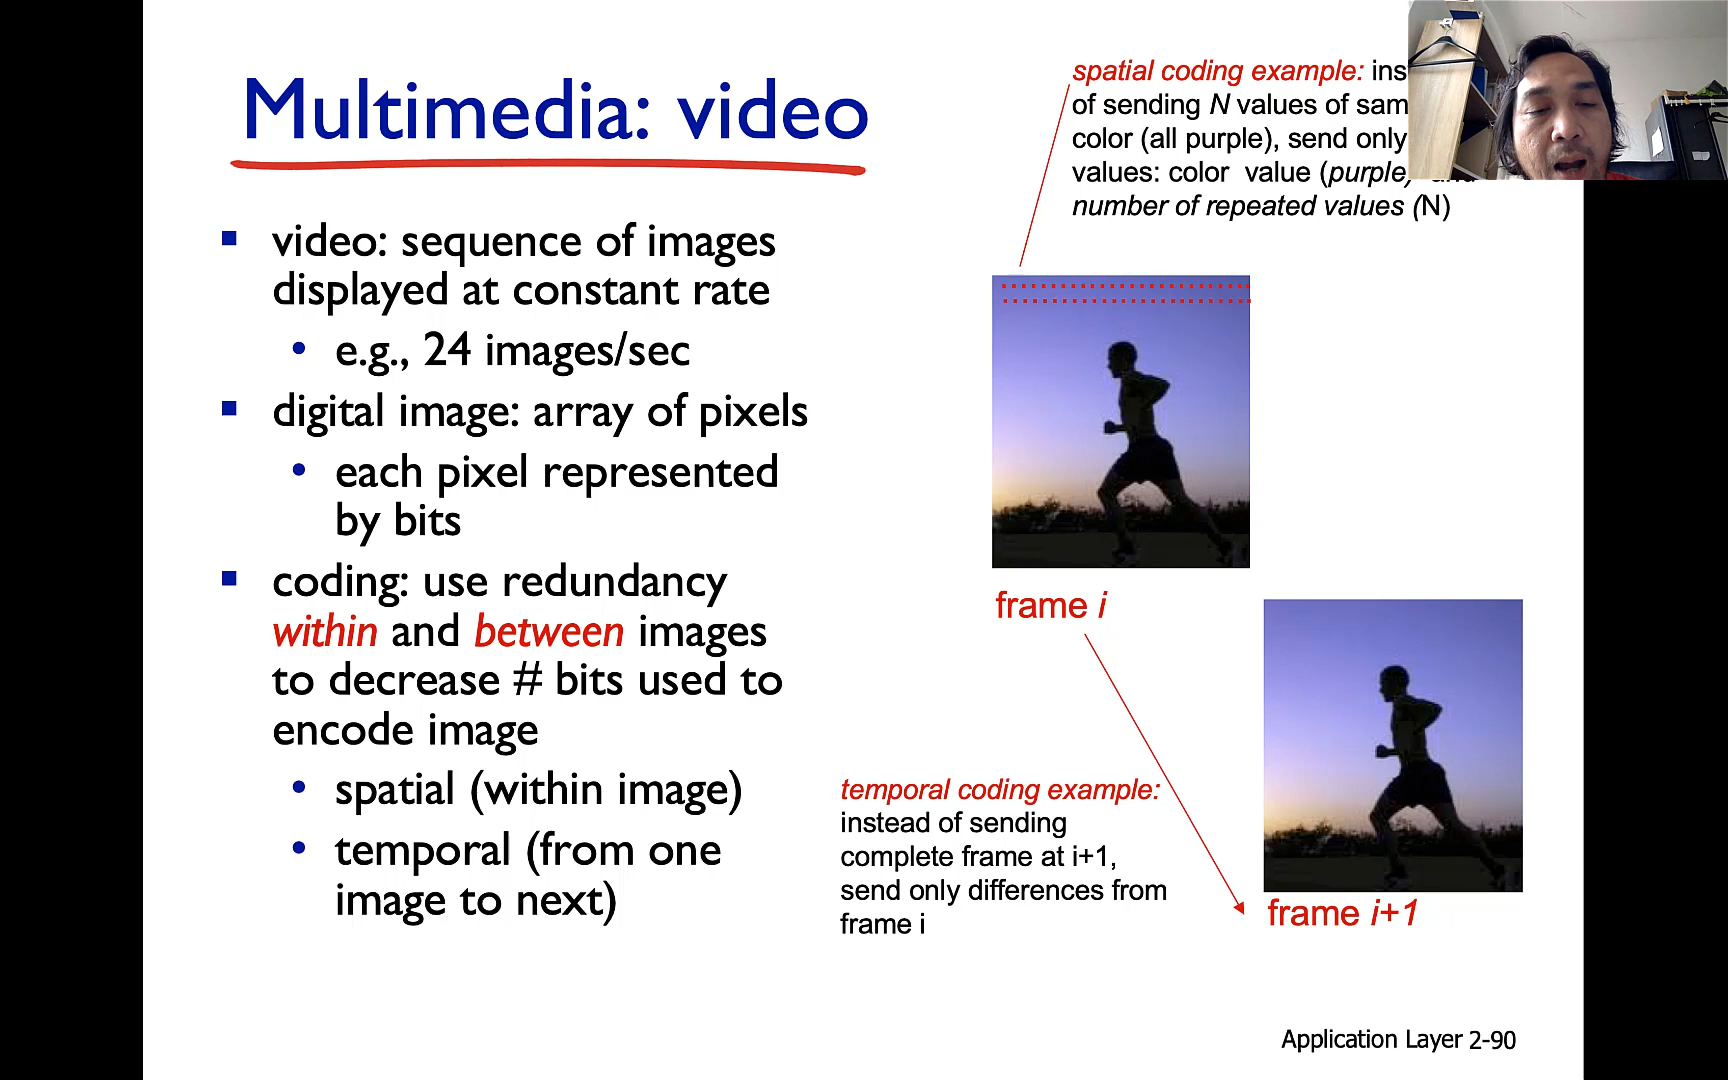 Multimedia: video
video: sequence of images
displayed at constant rate
e.g., 24 images/sec
digital image: array of pixels
each pixel represented
by bits
coding: use redundancy
within and between images
to decrease # bits used to
encode image
spatial (within image)
temporal (from one
image to next)
spatial coding example:
of sending N values of
color (all purple), send only
values: color value (purple)
number of repeated values (N)
frame i
temporal coding example:
instead of sending
complete frame at i+1,
send only differences from
frame i
frame i+1
Application Layer 2-90